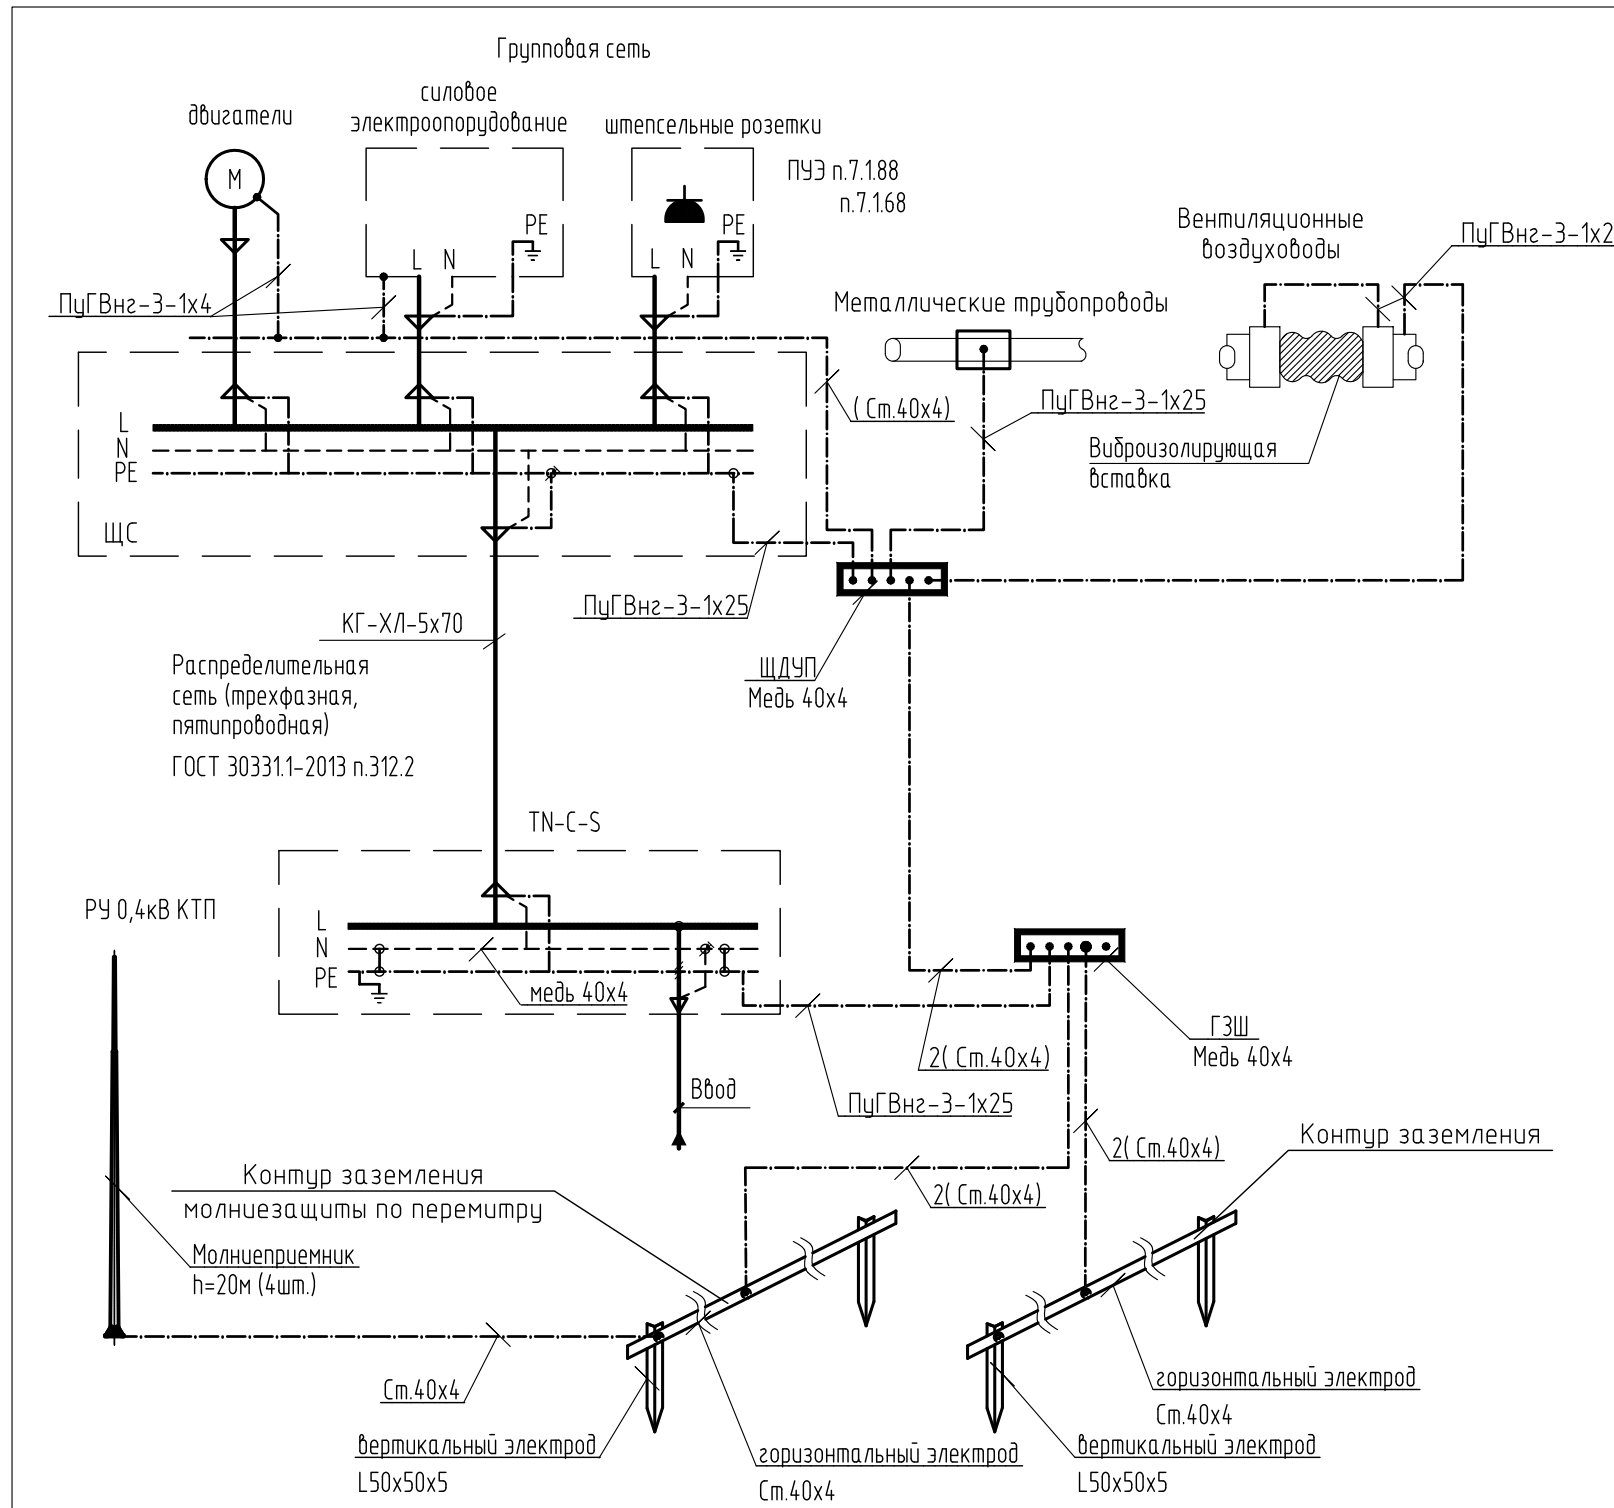 Групповая сеть
двигатели
силовое
электроопорудование
штепсельные розетки
ПУЭ п.7.1.88
п.7.1.68
M
PE
L
N
PE
L
N
ПуГВнг-3-1х4
Вентиляционные
воздуховоды
ПуГВнг-3-1х2
Металлические трубопроводы
(Ст.40х4)
ПуГВнг-3-1х25
Виброизолирующая
вставка
L
N
PE
ЩС
ПуГВнг-3-1х25
КГ-ХЛ-5х70
ЩДУП
Медь 40х4
Распределительная
сеть (трехфазная,
пятипроводная)
ГОСТ 30331.1-2013 п.312.2
TN-C-S
РУ 0,4кВ КТП
L
N
PE
медь 40х4
ГЗШ
Медь 40х4
2(Ст.40х4)
ПуГВнг-3-1х25
Ввод
2(Ст.40х4)
Контур заземления
2(Ст.40х4)
Контур заземления
молниезащиты по перемитру
Молниеприемник
h=20м (4шт.)
Ст.40х4
горизонтальный электрод
Ст.40х4
вертикальный электрод
L50х50х5
горизонтальный электрод
Ст.40х4
вертикальный электрод
L50х50х5